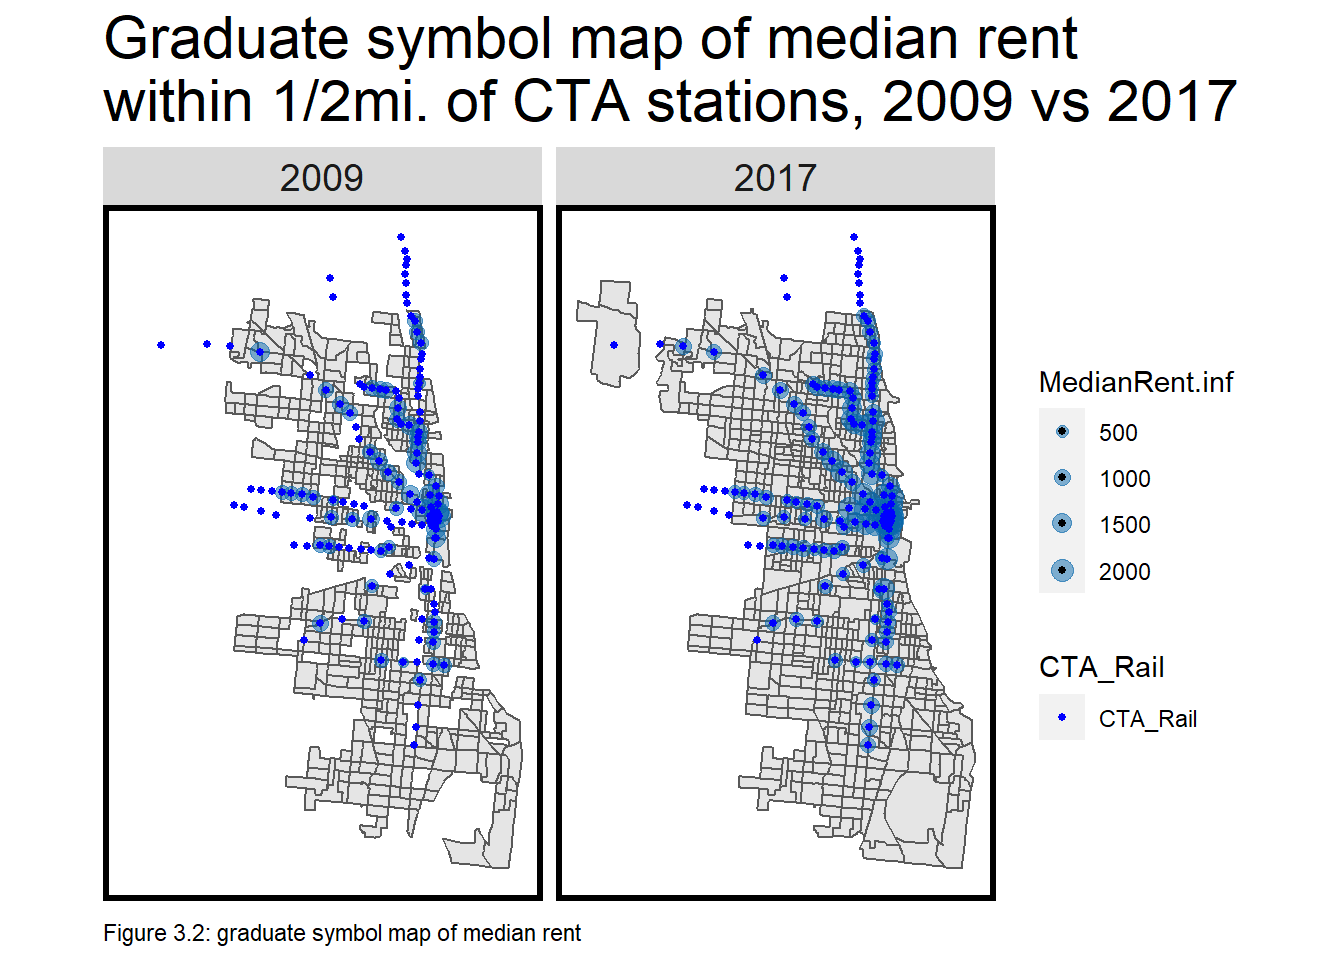 Graduate symbol map of median rent
within 1/2mi. of CTA stations, 2009 vs 2017
2009
2017
MedianRent.inf
500
1000
1500
2000
CTA_Rail
CTA_Rail
Figure 3.2: graduate symbol map of median rent